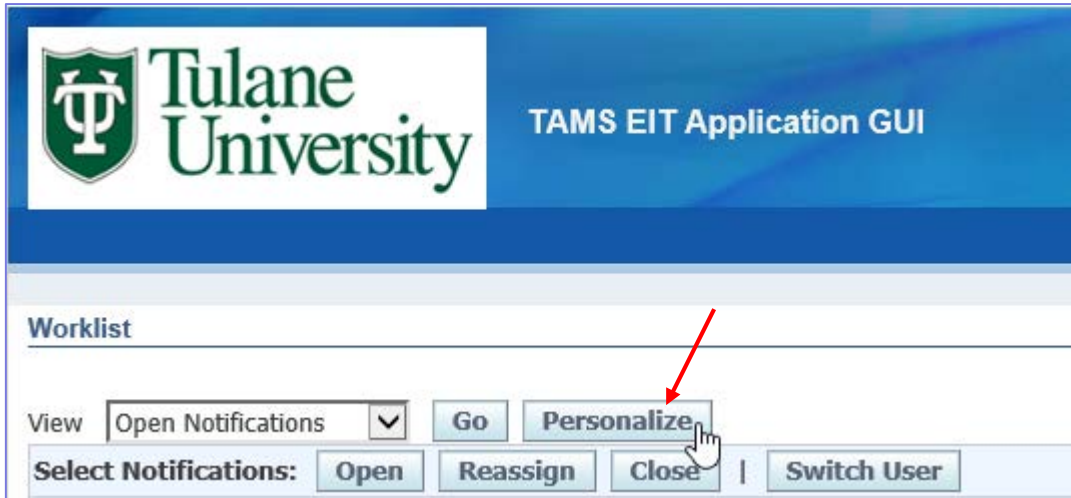 Tulane
University
TAMS EIT Application GUI
Worklist
View Open Notifications Go Personalize
Select Notifications: Open Reassign Close | Switch User